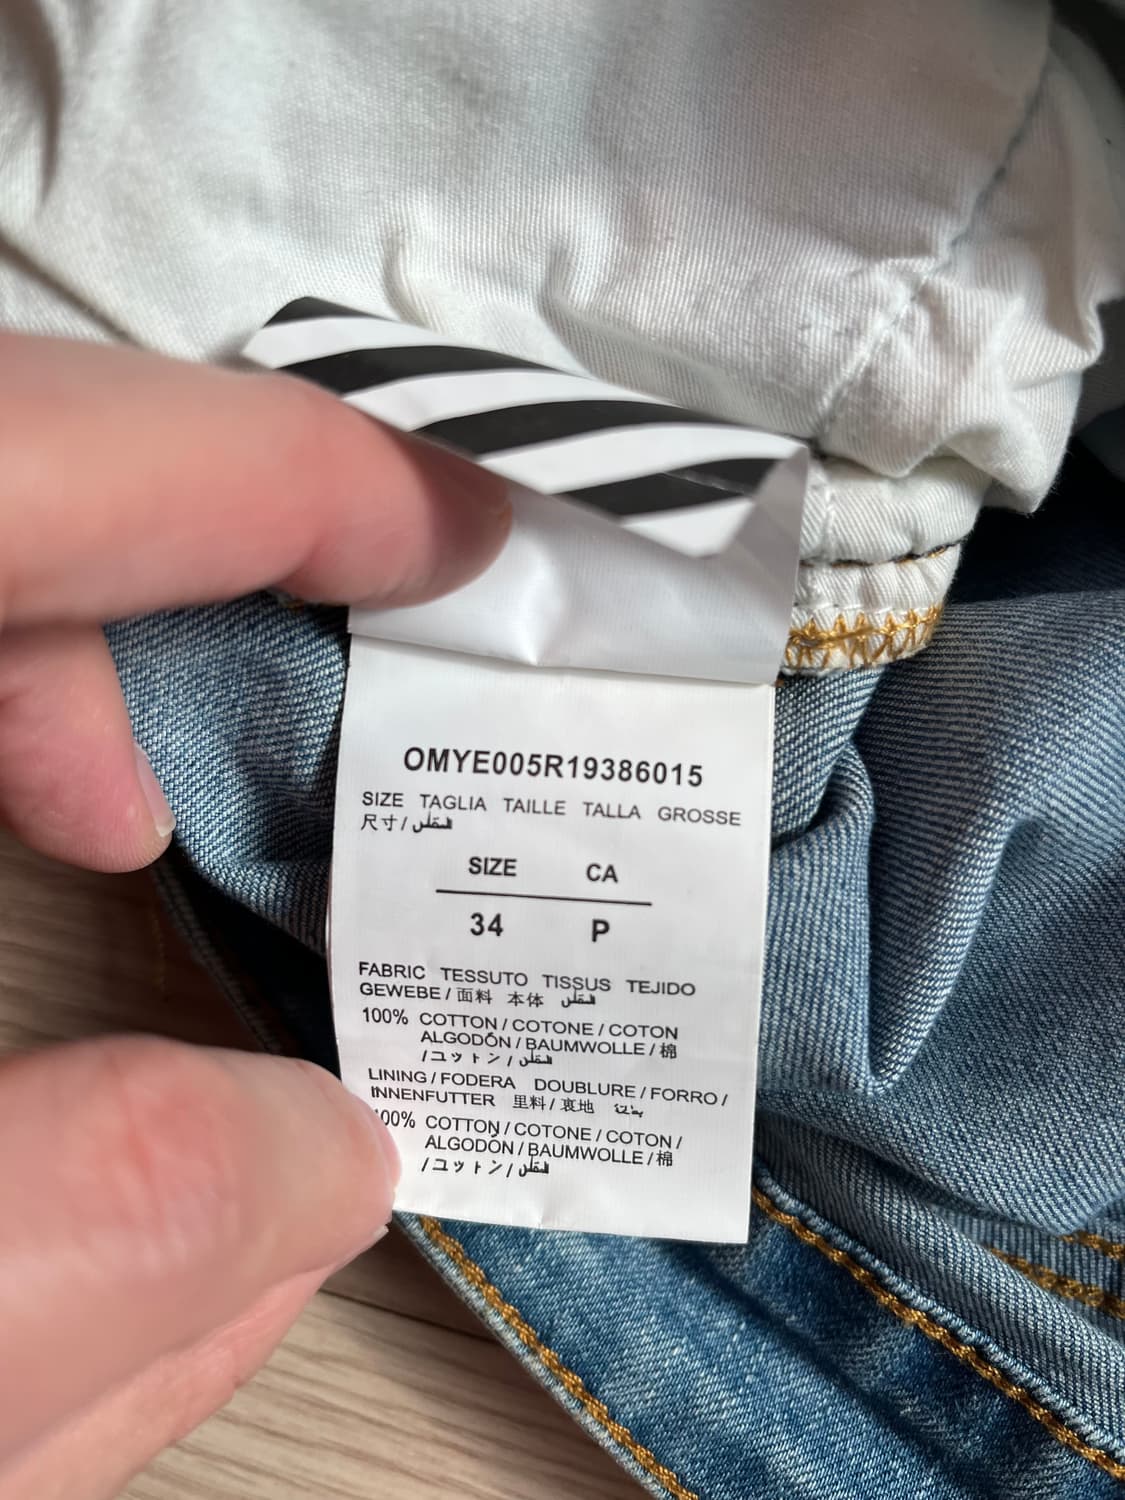 OMYE005R19386015
SIZE TAGLIA TAILLE TALLA GROSSE
尺寸/
SIZE CA
34 P
FABRIC TESSUTO TISSUS TEJIDO
GEWEBE / 面料 本体
100% COTTON / COTONE / COTON
ALGODŎN / BAUMWOLLE / 棉
/ コットン /
LINING / FODERA DOUBLURE / FORRO /
INNENFUTTER 里料 / 裏地
100% COTTON / COTONE / COTON /
ALGODŎN / BAUMWOLLE / 棉
/ コットン /